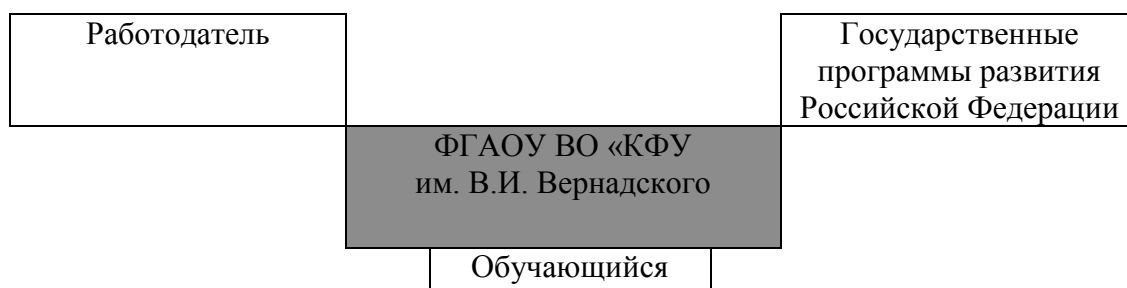 Работодатель
Государственные
программы развития
Российской Федерации
ФГАОУ ВО «КФУ
им. В.И. Вернадского
Обучающийся